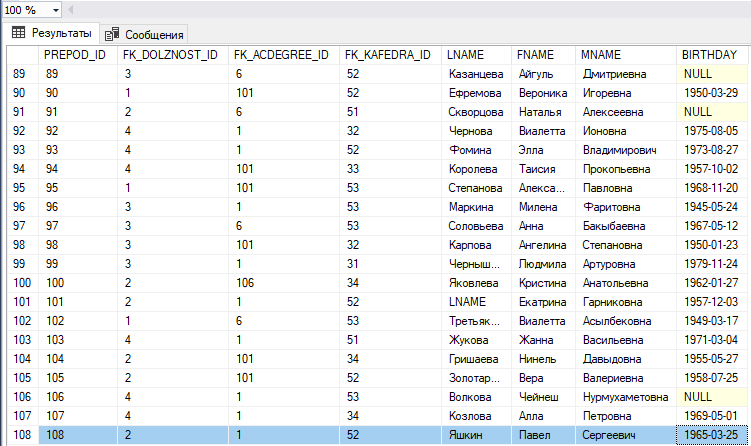 100 %
Результаты Сообщения
PREPOD_ID FK_DOLZNOST_ID FK_ACDEGREE_ID FK_KAFEDRA_ID LNAME FNAME MNAME BIRTHDAY
89 89 3 6 52 Казанцева Айгуль Дмитриевна NULL
90 90 1 101 52 Ефремова Вероника Игоревна 1950-03-29
91 91 2 6 51 Скворцова Наталья Алексеевна NULL
92 92 4 1 32 Чернова Виалетта Ионовна 1975-08-05
93 93 4 1 52 Фомина Элла Владимирович 1973-08-27
94 94 4 101 33 Королева Таисия Прокопьевна 1957-10-02
95 95 1 101 53 Степанова Алекса... Павловна 1968-11-20
96 96 3 1 53 Маркина Милена Фаритовна 1945-05-24
97 97 3 6 53 Соловьева Анна Бакыбаевна 1967-05-12
98 98 3 101 32 Карпова Ангелина Степановна 1950-01-23
99 99 3 1 31 Черныш... Людмила Артуровна 1979-11-24
100 100 2 106 34 Яковлева Кристина Анатольевна 1962-01-27
101 101 2 1 52 LNAME Екатрина Гарниковна 1957-12-03
102 102 1 6 53 Третьяк... Виалетта Асылбековна 1949-03-17
103 103 4 1 51 Жукова Жанна Васильевна 1971-03-04
104 104 2 101 34 Гришаева Нинель Давыдовна 1955-05-27
105 105 2 101 52 Золотар... Вера Валериевна 1958-07-25
106 106 4 1 53 Волкова Чейнеш Нурмухаметовна NULL
107 107 4 1 34 Козлова Алла Петровна 1969-05-01
108 108 2 1 52 Яшкин Павел Сергеевич 1965-03-25